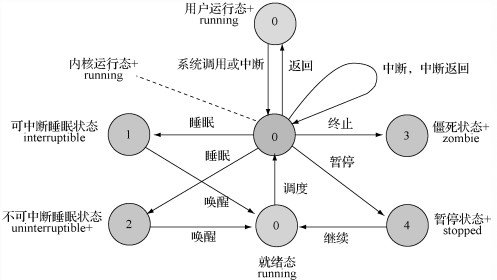 用户运行态+
running
0
内核运行态+
running
系统调用或中断
返回
中断，中断返回
可中断睡眠状态
interruptible
1
睡眠
0
终止
3
僵死状态+
zombie
睡眠
暂停
不可中断睡眠状态
uninterruptible+
2
唤醒
调度
唤醒
0
继续
4
暂停状态+
stopped
就绪态
running